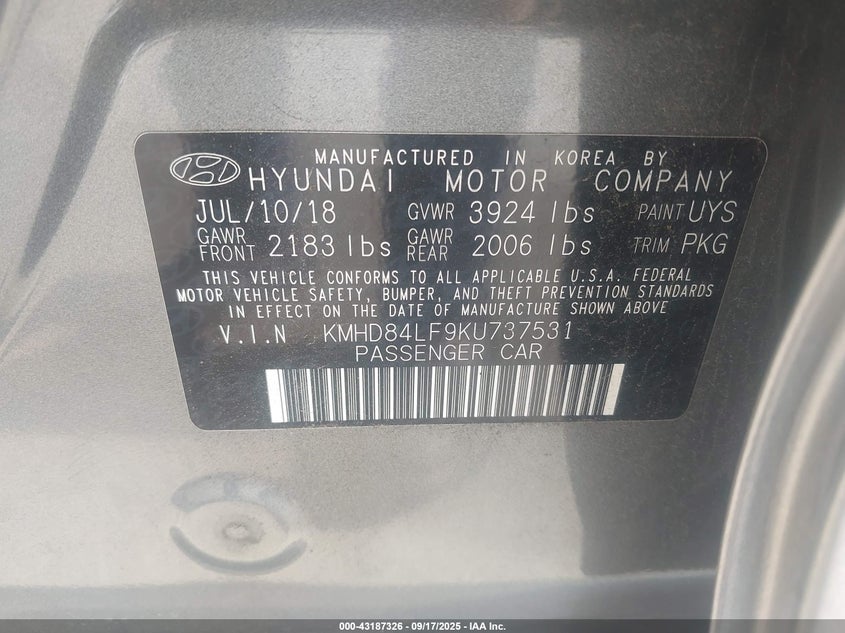 MANUFACTURED IN KOREA BY
HYUNDAI MOTOR COMPANY
JUL/10/18 GVWR 3924 lbs PAINT UYS
GAWR FRONT 2183 lbs GAWR REAR 2006 lbs TRIM PKG
THIS VEHICLE CONFORMS TO ALL APPLICABLE U.S.A. FEDERAL
MOTOR VEHICLE SAFETY, BUMPER, AND THEFT PREVENTION STANDARDS
IN EFFECT ON THE DATE OF MANUFACTURE SHOWN ABOVE
V.I.N KMHD84LF9KU737531
PASSENGER CAR
000-43187326 - 09/17/2025 - IAA Inc.